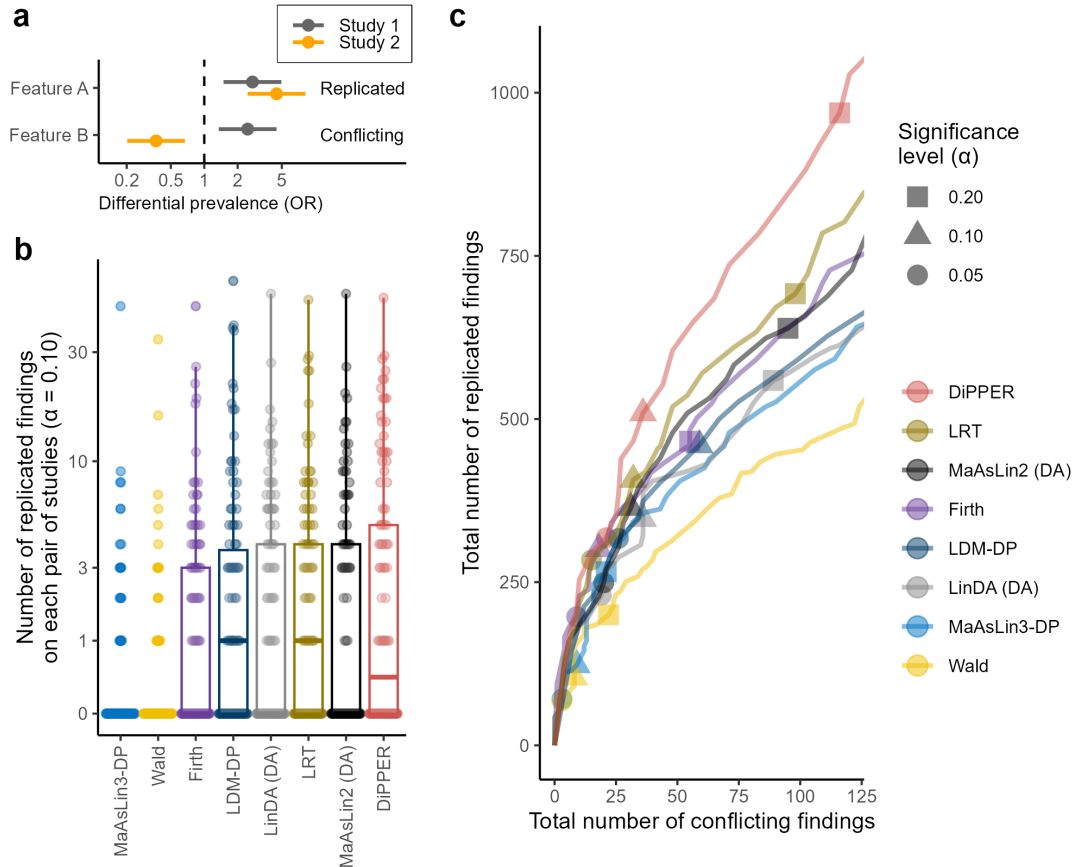 a
Study 1
Study 2
Feature A
Replicated
Feature B
Conflicting
0.2
0.5
1
2
5
Differential prevalence (OR)
b
Number of replicated findings
on each pair of studies (α = 0.10)
30
10
3
1
0
MaAsLin3-DP
Wald
Firth
LDM-DP
LinDA (DA)
LRT
MaAsLin2 (DA)
DiPPER
c
Total number of replicated findings
1000
750
500
250
0
0
25
50
75
100
125
Total number of conflicting findings
Significance
level (α)
0.20
0.10
0.05
DiPPER
LRT
MaAsLin2 (DA)
Firth
LDM-DP
LinDA (DA)
MaAsLin3-DP
Wald